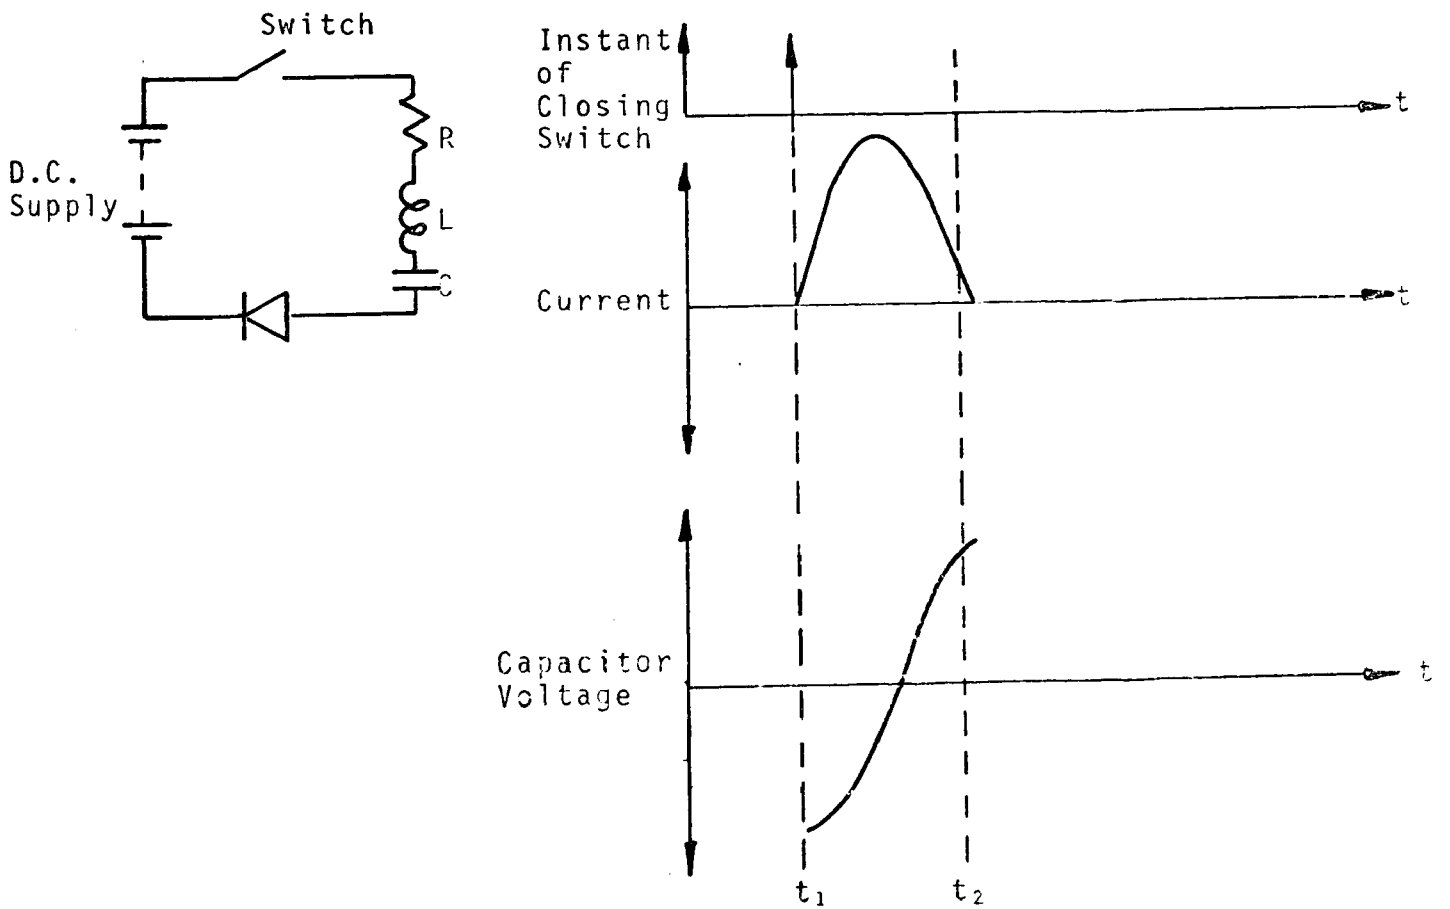 Switch
D.C.
Supply
R
L
C
Instant
of
Closing
Switch
t
Current
t
Capacitor
Voltage
t
t₁
t₂